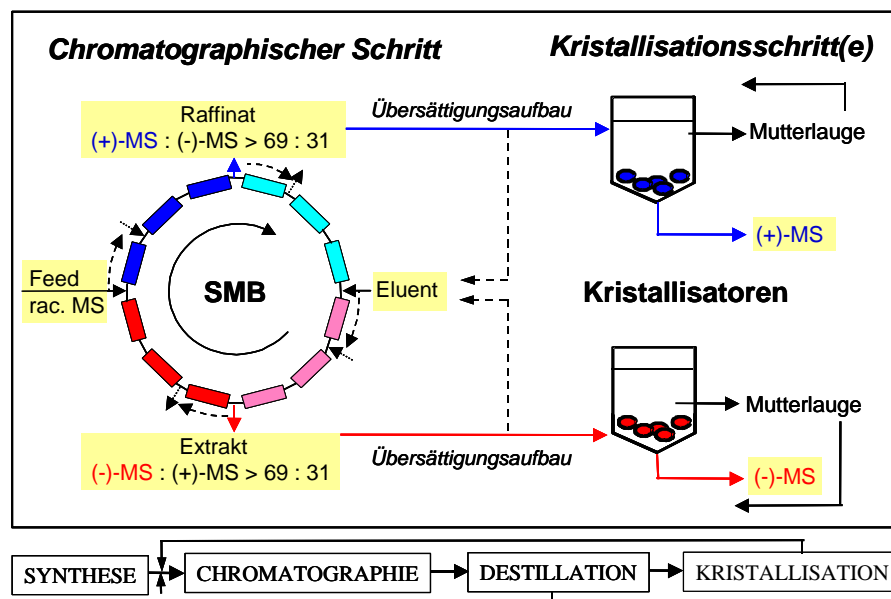 Chromatographischer Schritt
Kristallisationsschritt(e)
Raffinat
(+)-MS : (-)-MS > 69 : 31
Übersättigungsaufbau
Mutterlauge
(+)-MS
Feed
rac. MS
SMB
Eluent
Kristallisatoren
Mutterlauge
Extrakt
(-)-MS : (+)-MS > 69 : 31
Übersättigungsaufbau
(-)-MS
SYNTHESE
CHROMATOGRAPHIE
DESTILLATION
KRISTALLISATION